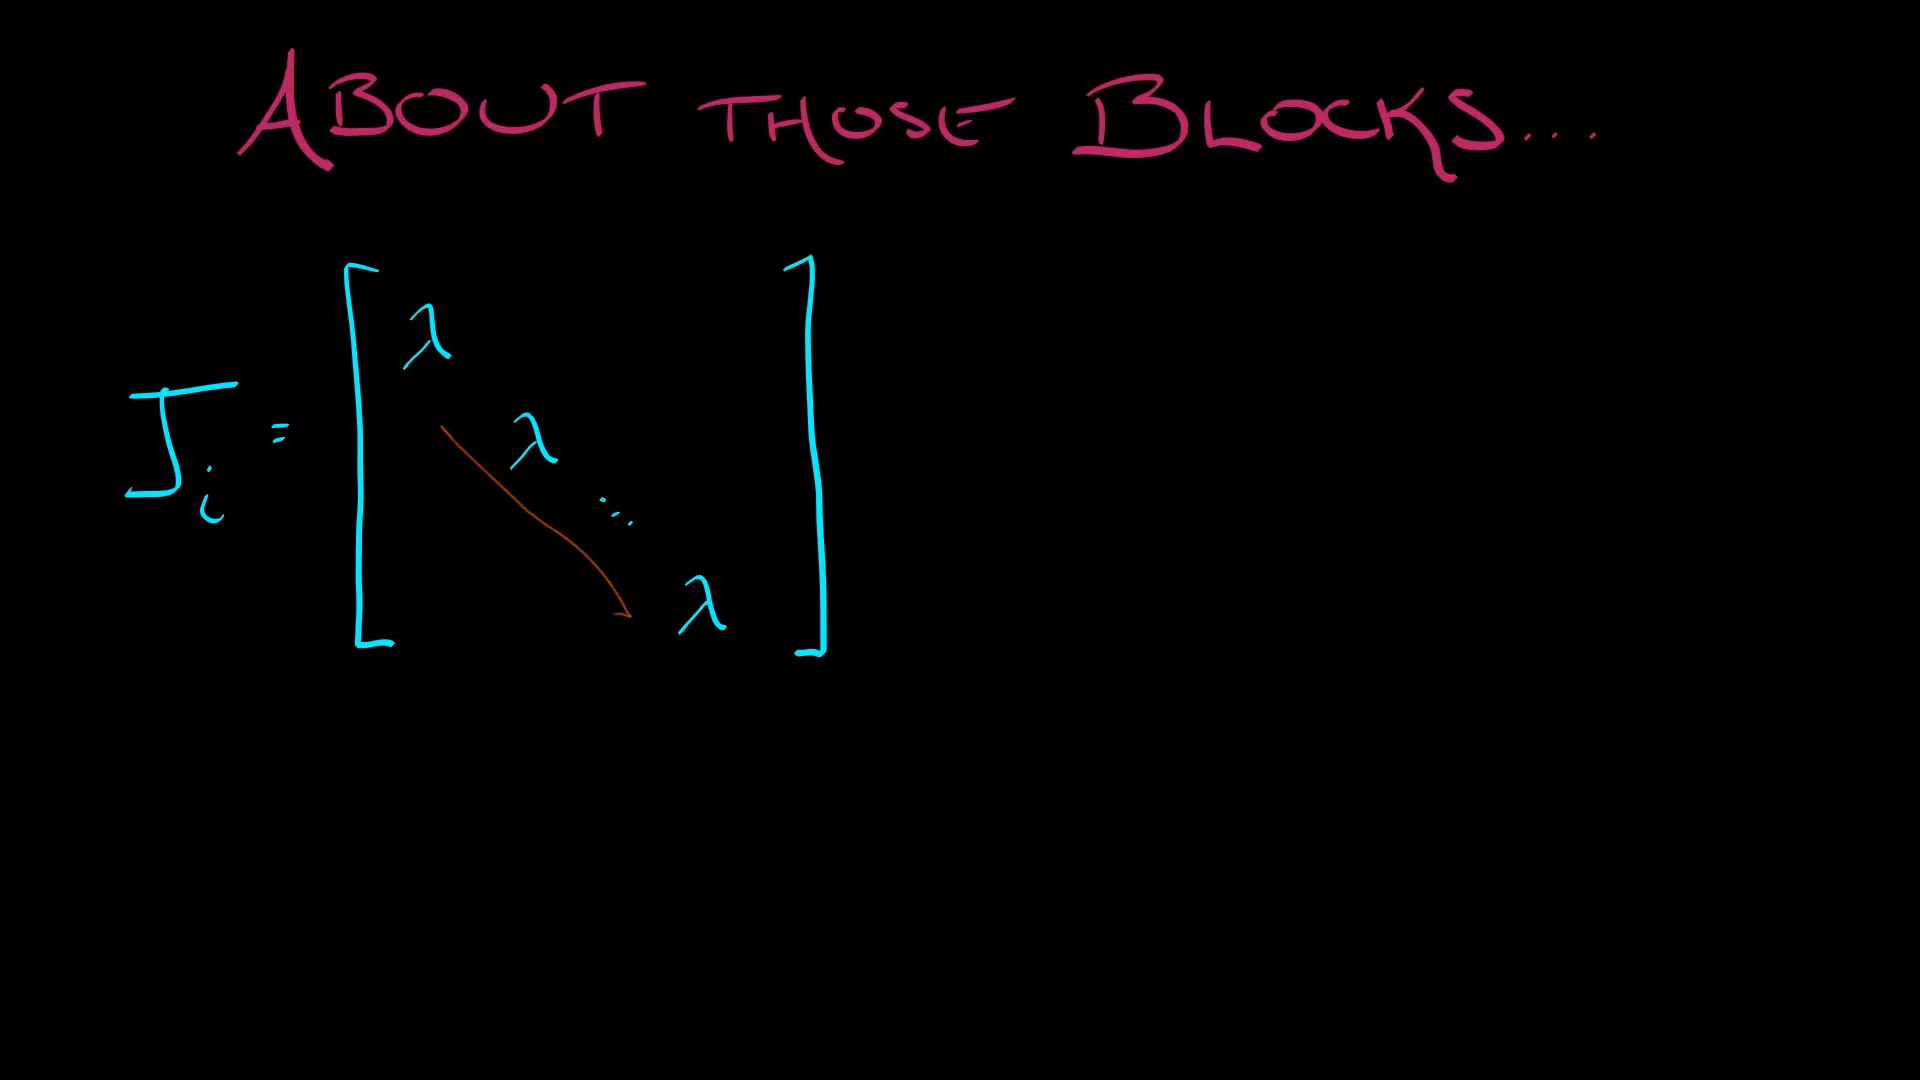 ABOUT THOSE BLOCKS...
λ
λ
J_i =
...
λ